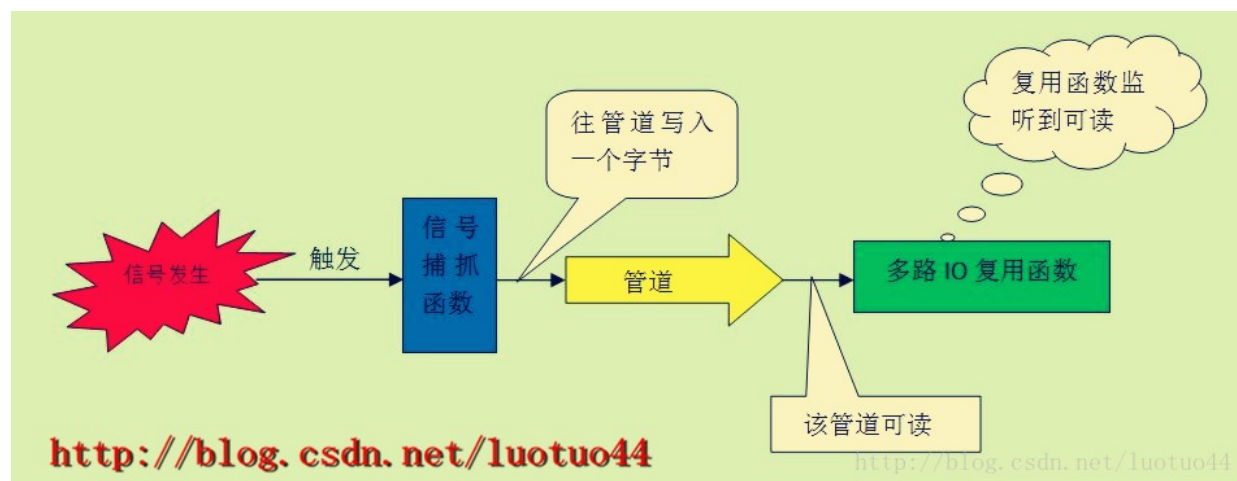 复用函数监
听到可读
往管道写入
一个字节
信号
捕抓
函数
信号发生
触发
管道
多路IO复用函数
该管道可读
http://blog.csdn.net/luotuo44
http://blog.csdn.net/luotuo44